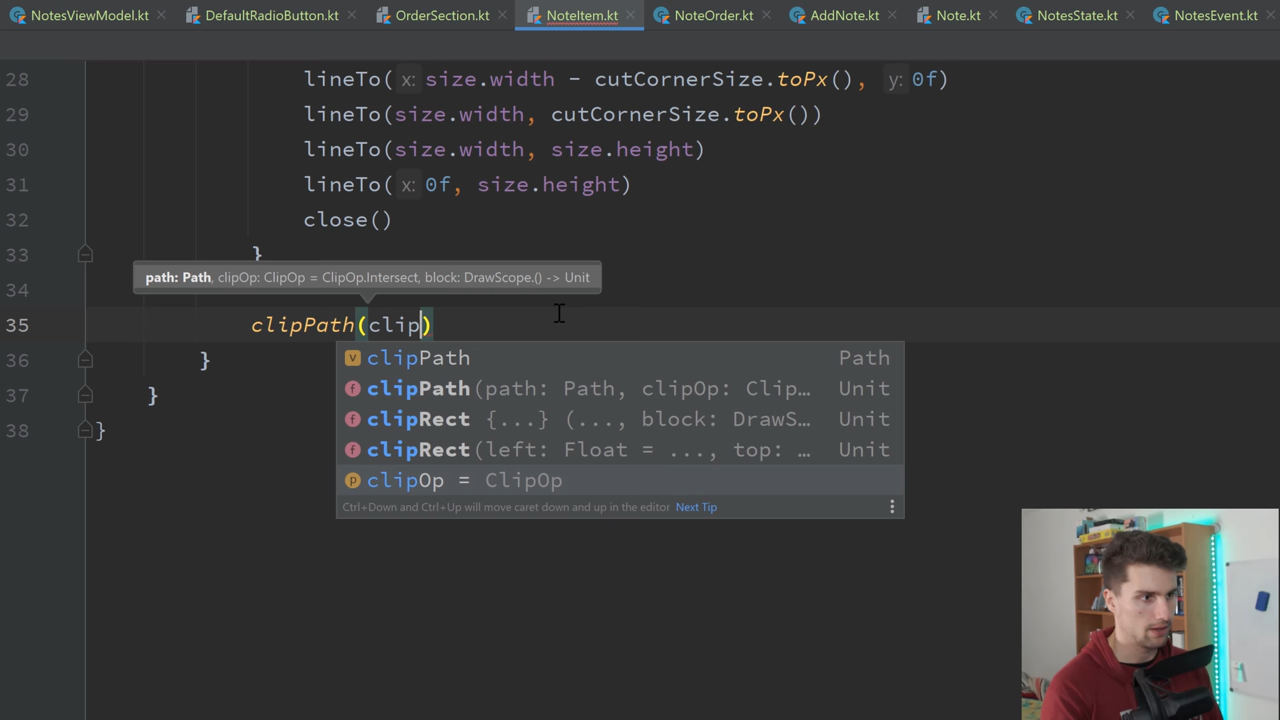 NotesViewModel.kt DefaultRadioButton.kt OrderSection.kt NoteItem.kt NoteOrder.kt AddNote.kt Note.kt NotesState.kt NotesEvent.kt
28 lineTo( x: size.width - cutCornerSize.toPx(), y: 0f)
29 lineTo(size.width, cutCornerSize.toPx())
30 lineTo(size.width, size.height)
31 lineTo( x: 0f, size.height)
32 close()
33 }
path: Path, clipOp: ClipOp = ClipOp.Intersect, block: DrawScope.() -> Unit
34
35 clipPath(clip)
36 }
v clipPath Path
37 }
f clipPath(path: Path, clipOp: Clip… Unit
f clipRect {...} (..., block: DrawS… Unit
38 }
f clipRect(left: Float = ..., top: … Unit
p clipOp = ClipOp
Ctrl+Down and Ctrl+Up will move caret down and up in the editor Next Tip